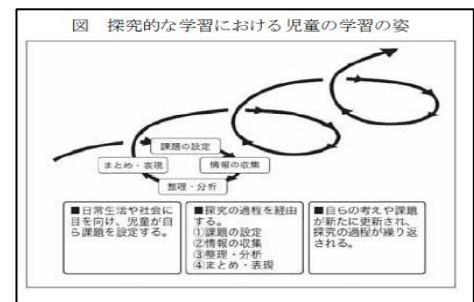 図 探究的な学習における児童の学習の姿
課題の設定
まとめ・表現
情報の収集
整理・分析
■日常生活や社会に
目を向け、児童が自
ら課題を設定する。
■探究の過程を経由
する。
①課題の設定
②情報の収集
③整理・分析
④まとめ・表現
■自らの考えや課題
が新たに更新され、
探究の過程が繰り返
される。